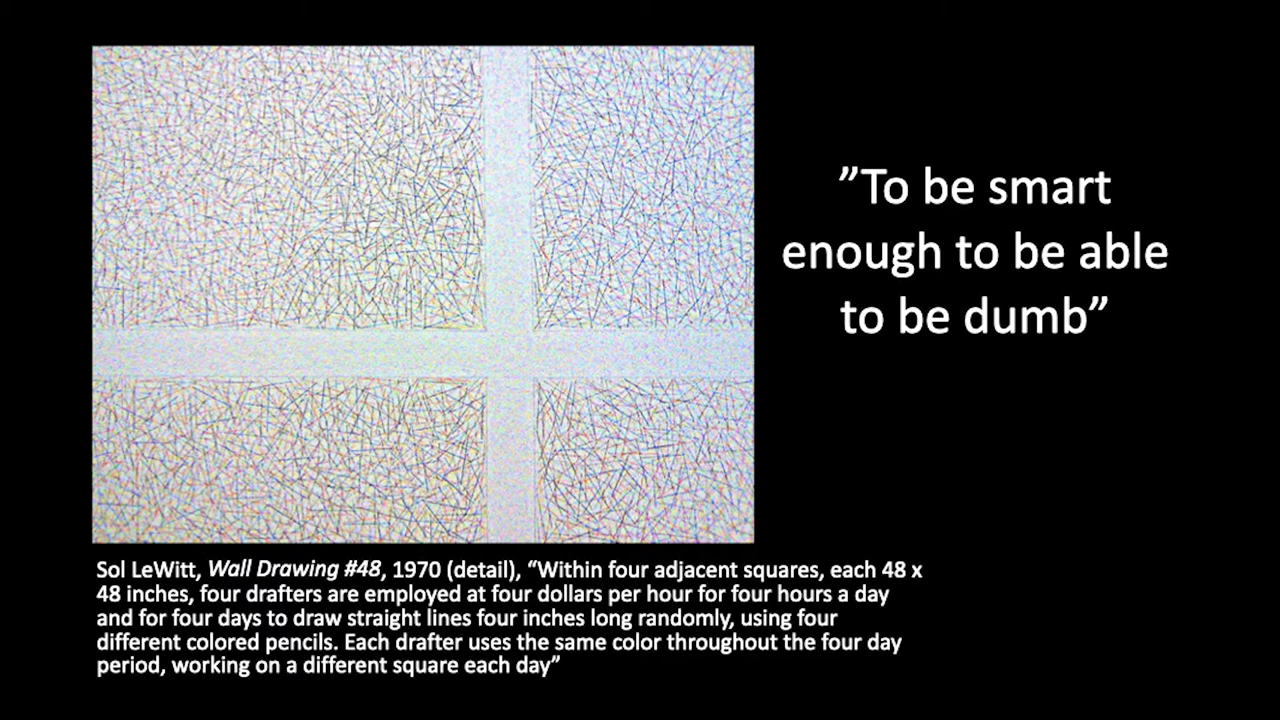 ”To be smart
enough to be able
to be dumb”
Sol LeWitt, Wall Drawing #48, 1970 (detail), “Within four adjacent squares, each 48 x
48 inches, four drafters are employed at four dollars per hour for four hours a day
and for four days to draw straight lines four inches long randomly, using four
different colored pencils. Each drafter uses the same color throughout the four day
period, working on a different square each day”